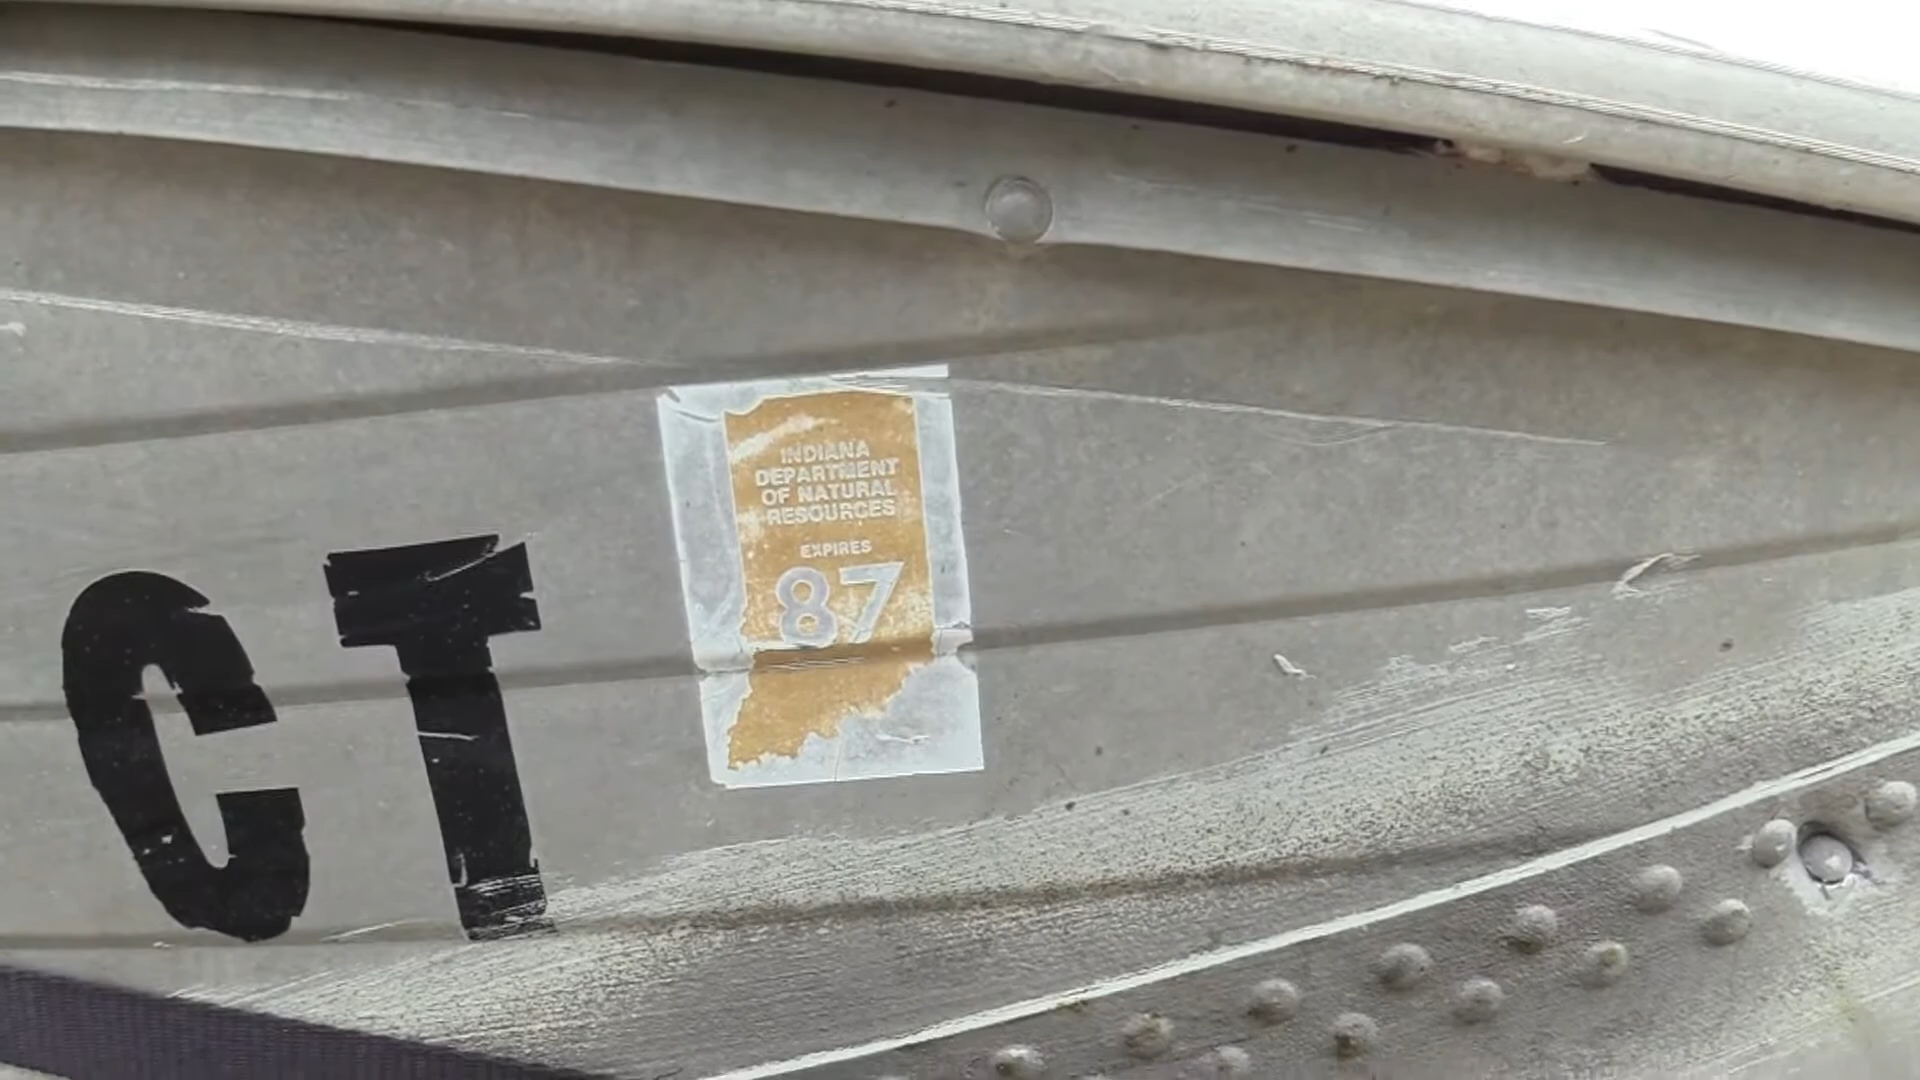 CT
INDIANA
DEPARTMENT
OF NATURAL
RESOURCES
EXPIRES
87